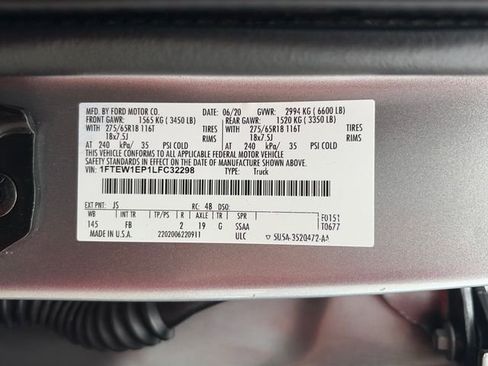 MFD. BY FORD MOTOR CO. DATE: 06/20 GVWR: 2994 KG ( 6600 LB)
FRONT GAWR: 1565 KG ( 3450 LB) REAR GAWR: 1520 KG ( 3350 LB)
WITH 275/65R18 116T TIRES WITH 275/65R18 116T TIRES
18x7.5J RIMS 18x7.5J RIMS
AT 240 kPa/ 35 PSI COLD AT 240 kPa/ 35 PSI COLD
THIS VEHICLE CONFORMS TO ALL APPLICABLE FEDERAL MOTOR VEHICLE
SAFETY STANDARDS IN EFFECT ON THE DATE OF MANUFACTURE SHOWN ABOVE.
VIN: 1FTEW1EP1LFC32298 TYPE: Truck
EXT PNT: JS RC: 48 DSO: F0151
WB INT TR TP/PS R AXLE TR SPR T0677
145 FB 2 19 G SSAA
MADE IN U.S.A. 2202006220911 ULC ▽ 5U5A-3520472-AA